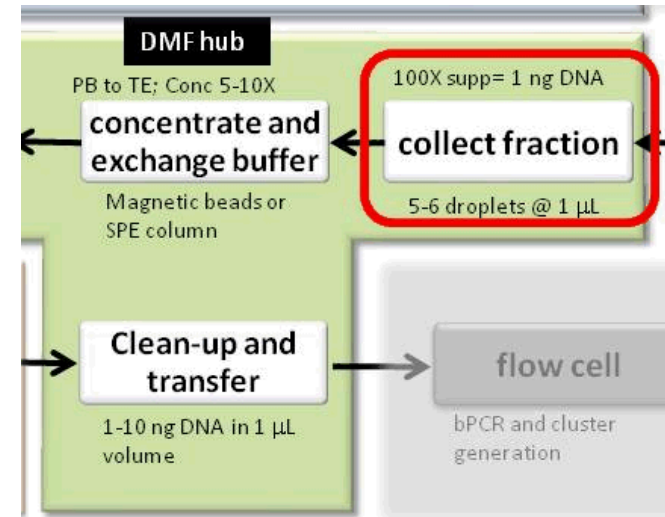 DMF hub
PB to TE; Conc 5-10X
concentrate and
exchange buffer
Magnetic beads or
SPE column
100X supp= 1 ng DNA
collect fraction
5-6 droplets @ 1 µL
Clean-up and
transfer
1-10 ng DNA in 1 µL
volume
flow cell
bPCR and cluster
generation